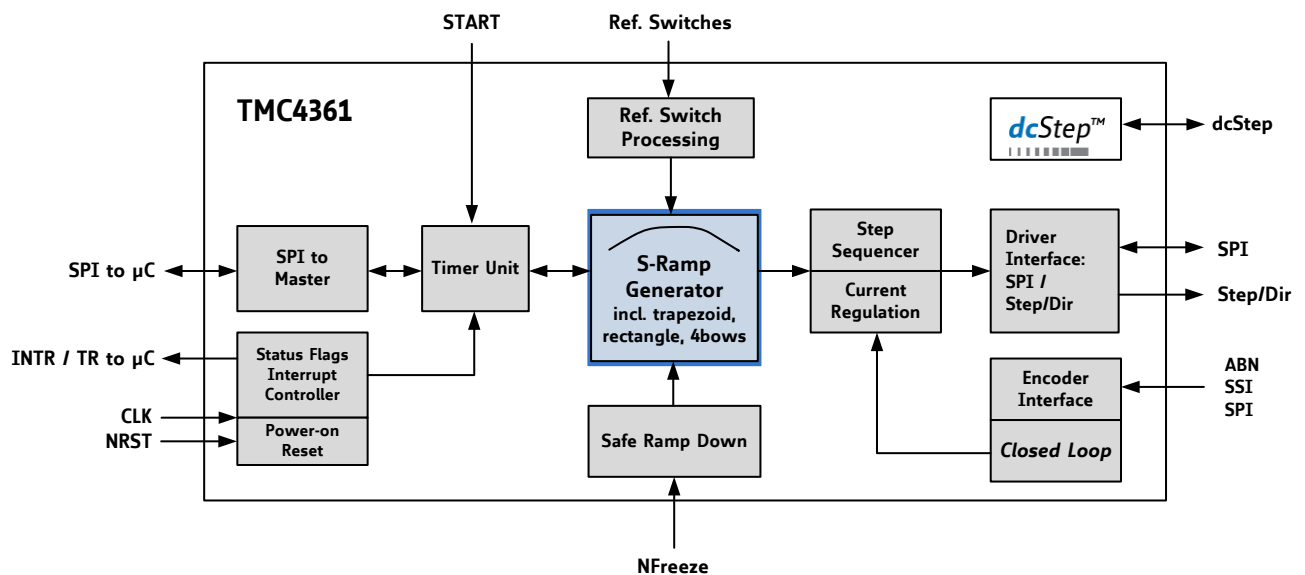 START
Ref. Switches
TMC4361
Ref. Switch
Processing
dcStep™
dcStep
SPI to µC
SPI to
Master
Timer Unit
S-Ramp
Generator
incl. trapezoid,
rectangle, 4bows
Step
Sequencer
Current
Regulation
Driver
Interface:
SPI /
Step/Dir
SPI
Step/Dir
INTR / TR to µC
Status Flags
Interrupt
Controller
CLK
NRST
Power-on
Reset
Safe Ramp Down
Encoder
Interface
Closed Loop
ABN
SSI
SPI
NFreeze